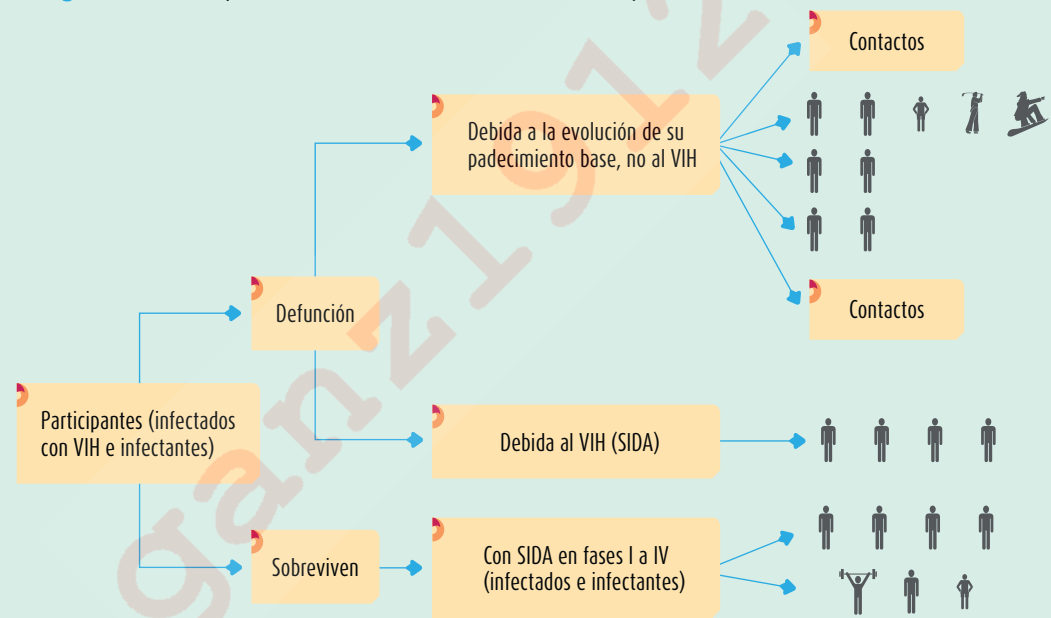 Contactos
Debida a la evolución de su
padecimiento base, no al VIH
Defunción
Contactos
Participantes (infectados
con VIH e infectantes)
Debida al VIH (SIDA)
Sobreviven
Con SIDA en fases I a IV
(infectados e infectantes)
ganz1912